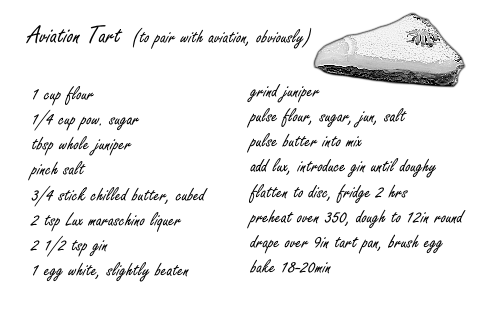 Aviation Tart (to pair with aviation, obviously)
1 cup flour
1/4 cup pow. sugar
tbsp whole juniper
pinch salt
3/4 stick chilled butter, cubed
2 tsp Lux maraschino liquer
2 1/2 tsp gin
1 egg white, slightly beaten
grind juniper
pulse flour, sugar, jun, salt
pulse butter into mix
add lux, introduce gin until doughy
flatten to disc, fridge 2 hrs
preheat oven 350, dough to 12in round
drape over 9in tart pan, brush egg
bake 18-20min